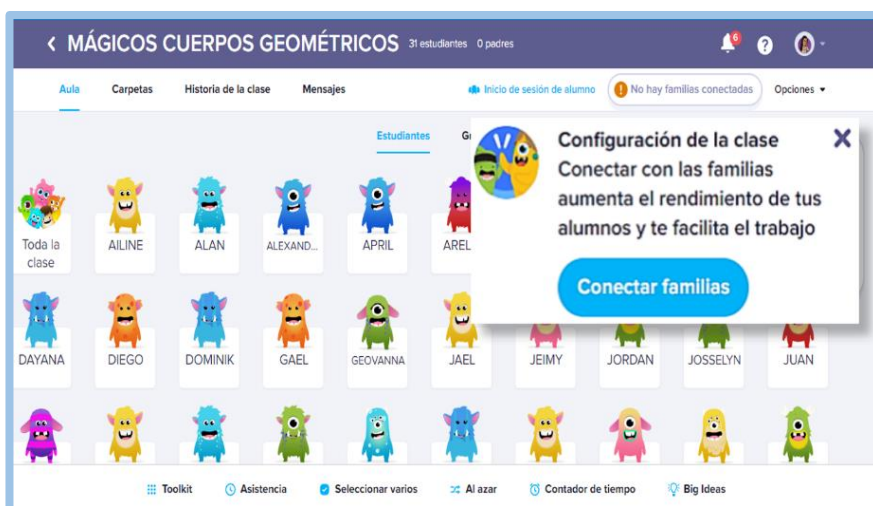 MÁGICOS CUERPOS GEOMÉTRICOS 31 estudiantes 0 padres 6 ?
Aula Carpetas Historia de la clase Mensajes Inicio de sesión de alumno No hay familias conectadas Opciones
Estudiantes
Configuración de la clase X
Conectar con las familias
aumenta el rendimiento de tus
alumnos y te facilita el trabajo
Conectar familias
Toda la
clase
AILINE ALAN ALEXAND... APRIL
DAYANA DIEGO DOMINIK GAEL GEOVANNA JAEL JEIMY JORDAN JOSSELYN JUAN
Toolkit Asistencia Seleccionar varios Al azar Contador de tiempo Big Ideas